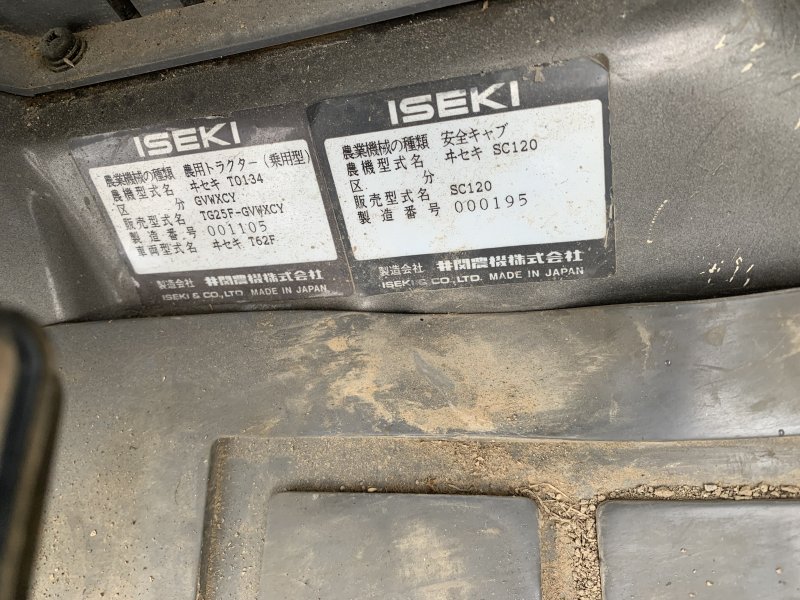 ISEKI
農業機械の種類 農用トラクター(乗用型)
農機型式名 ヰセキ T0134
区分 GVWXCY
販売型式名 TG25F-GVWXCY
製造番号 001105
車両型式名 ヰセキ T62F
製造会社 井関農機株式会社
ISEKI & CO., LTD. MADE IN JAPAN
ISEKI
農業機械の種類 安全キャブ
農機型式名 ヰセキ SC120
区分
販売型式名 SC120
製造番号 000195
製造会社 井関農機株式会社
ISEKI & CO., LTD. MADE IN JAPAN